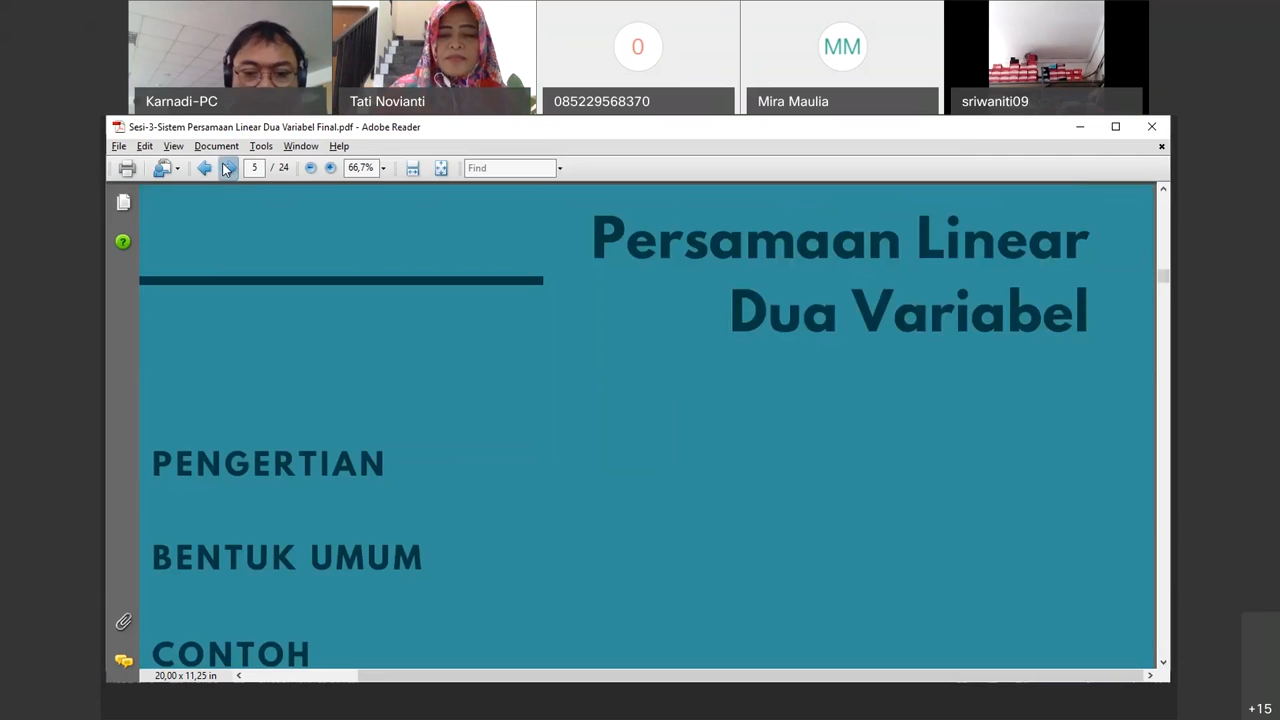 0
MM
Karnadi-PC
Tati Novianti
085229568370
Mira Maulia
sriwaniti09
Sesi-3-Sistem Persamaan Linear Dua Variabel Final.pdf - Adobe Reader
File Edit View Document Tools Window Help
5 / 24 66,7% Find
Persamaan Linear
Dua Variabel
PENGERTIAN
BENTUK UMUM
CONTOH
20,00 x 11,25 in
+15